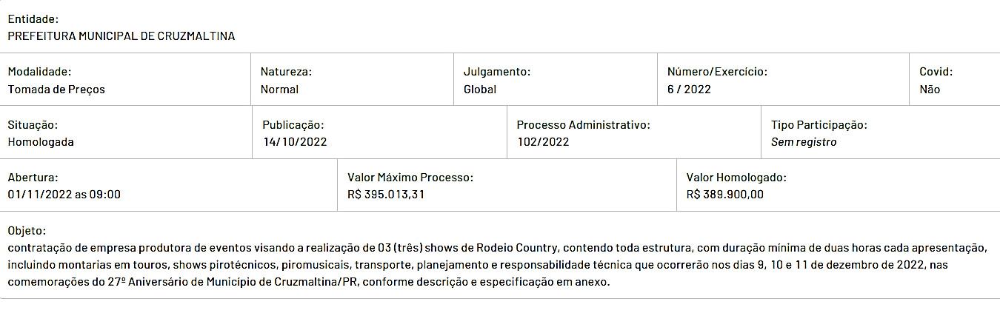 Entidade:
PREFEITURA MUNICIPAL DE CRUZMALTINA
Modalidade:
Tomada de Preços
Natureza:
Normal
Julgamento:
Global
Número/Exercício:
6 / 2022
Covid:
Não
Situação:
Homologada
Publicação:
14/10/2022
Processo Administrativo:
102/2022
Tipo Participação:
Sem registro
Abertura:
01/11/2022 as 09:00
Valor Máximo Processo:
R$ 395.013,31
Valor Homologado:
R$ 389.900,00
Objeto:
contratação de empresa produtora de eventos visando a realização de 03 (três) shows de Rodeio Country, contendo toda estrutura, com duração mínima de duas horas cada apresentação,
incluindo montarias em touros, shows pirotécnicos, piromusicais, transporte, planejamento e responsabilidade técnica que ocorrerão nos dias 9, 10 e 11 de dezembro de 2022, nas
comemorações do 27º Aniversário de Município de Cruzmaltina/PR, conforme descrição e especificação em anexo.